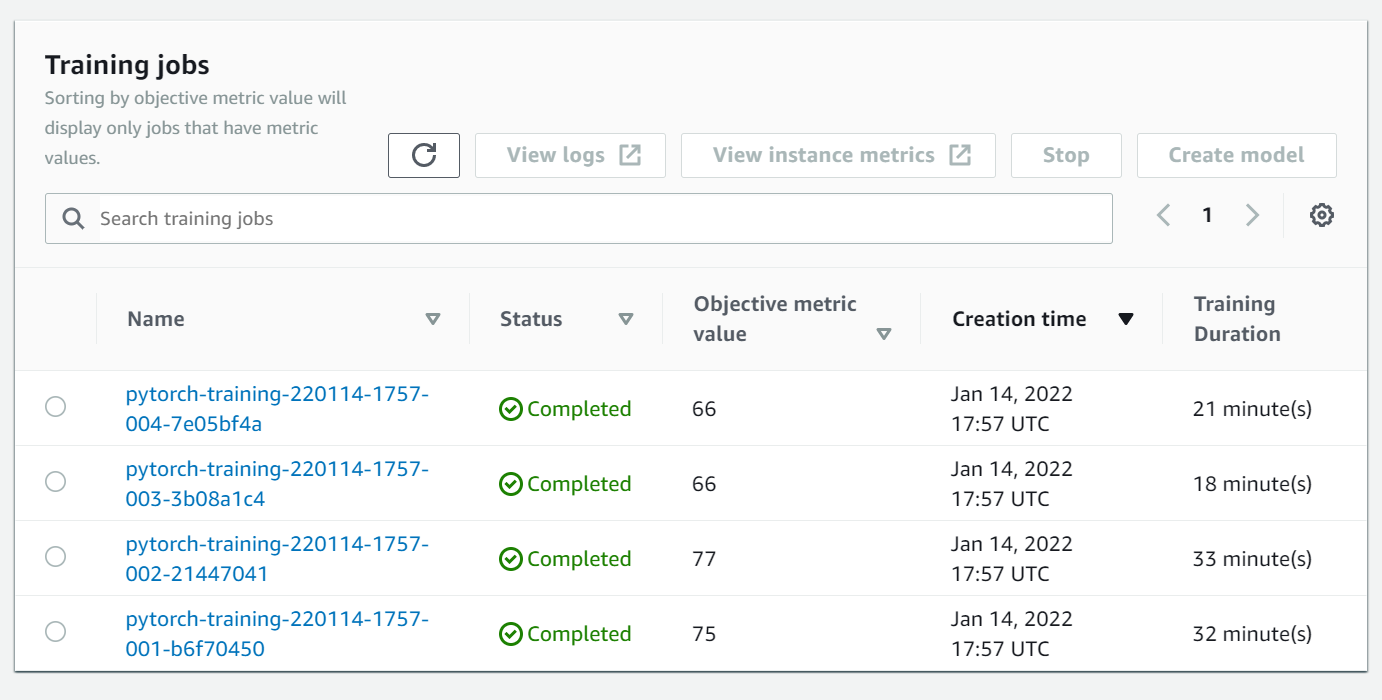 Training jobs
Sorting by objective metric value will
display only jobs that have metric
values.
View logs
View instance metrics
Stop
Create model
Search training jobs
1
Name
Status
Objective metric
value
Creation time
Training
Duration
pytorch-training-220114-1757-
004-7e05bf4a
Completed
66
Jan 14, 2022
17:57 UTC
21 minute(s)
pytorch-training-220114-1757-
003-3b08a1c4
Completed
66
Jan 14, 2022
17:57 UTC
18 minute(s)
pytorch-training-220114-1757-
002-21447041
Completed
77
Jan 14, 2022
17:57 UTC
33 minute(s)
pytorch-training-220114-1757-
001-b6f70450
Completed
75
Jan 14, 2022
17:57 UTC
32 minute(s)